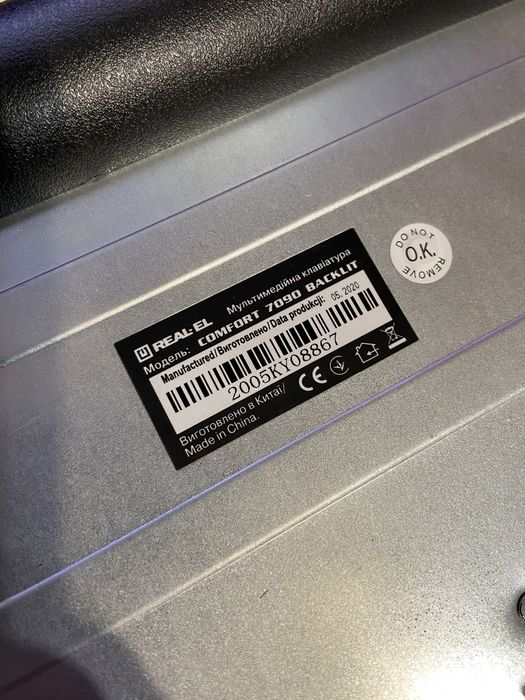 REAL-EL Мультимедійна клавіатура
Модель: COMFORT 7090 BACKLIT
Manufactured/Виготовлено/Data produkcji: 05. 2020
2005KY08867
Виготовлено в Китаї/
Made in China.
CE
DO NOT
O.K.
REMOVE